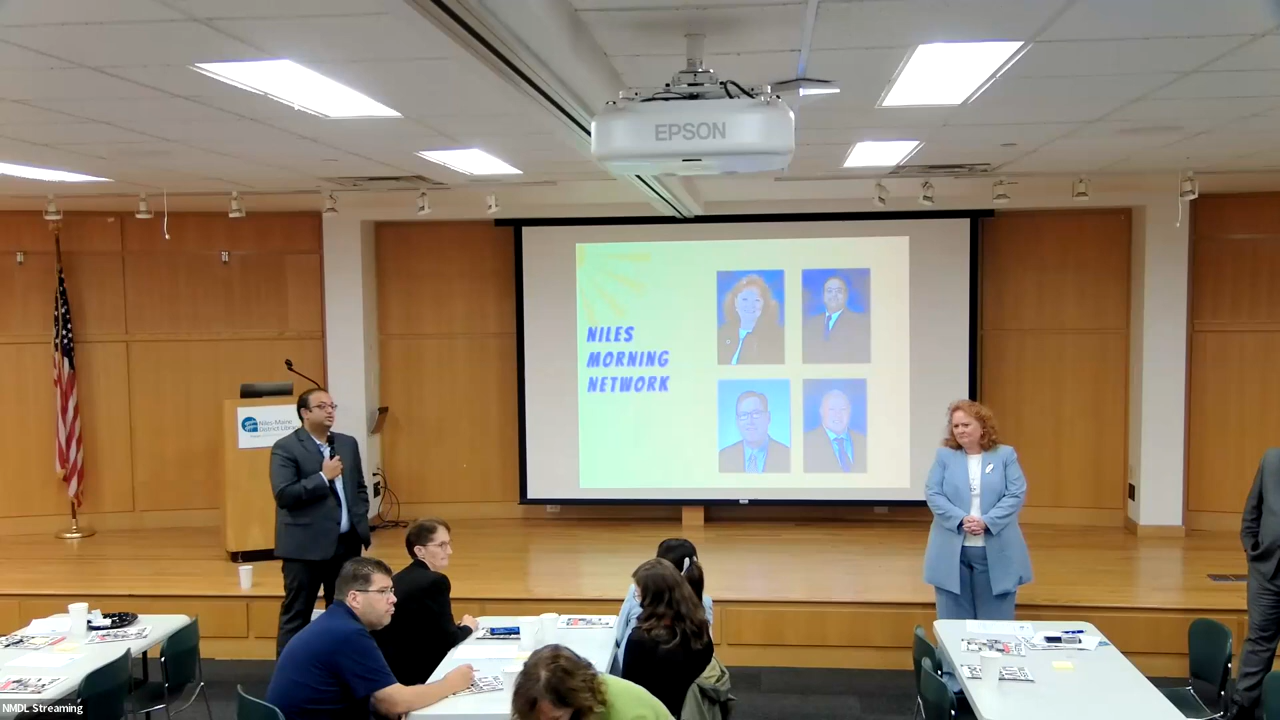 EPSON
NILES
MORNING
NETWORK
Niles-Maine
District Library
NMDL Streaming